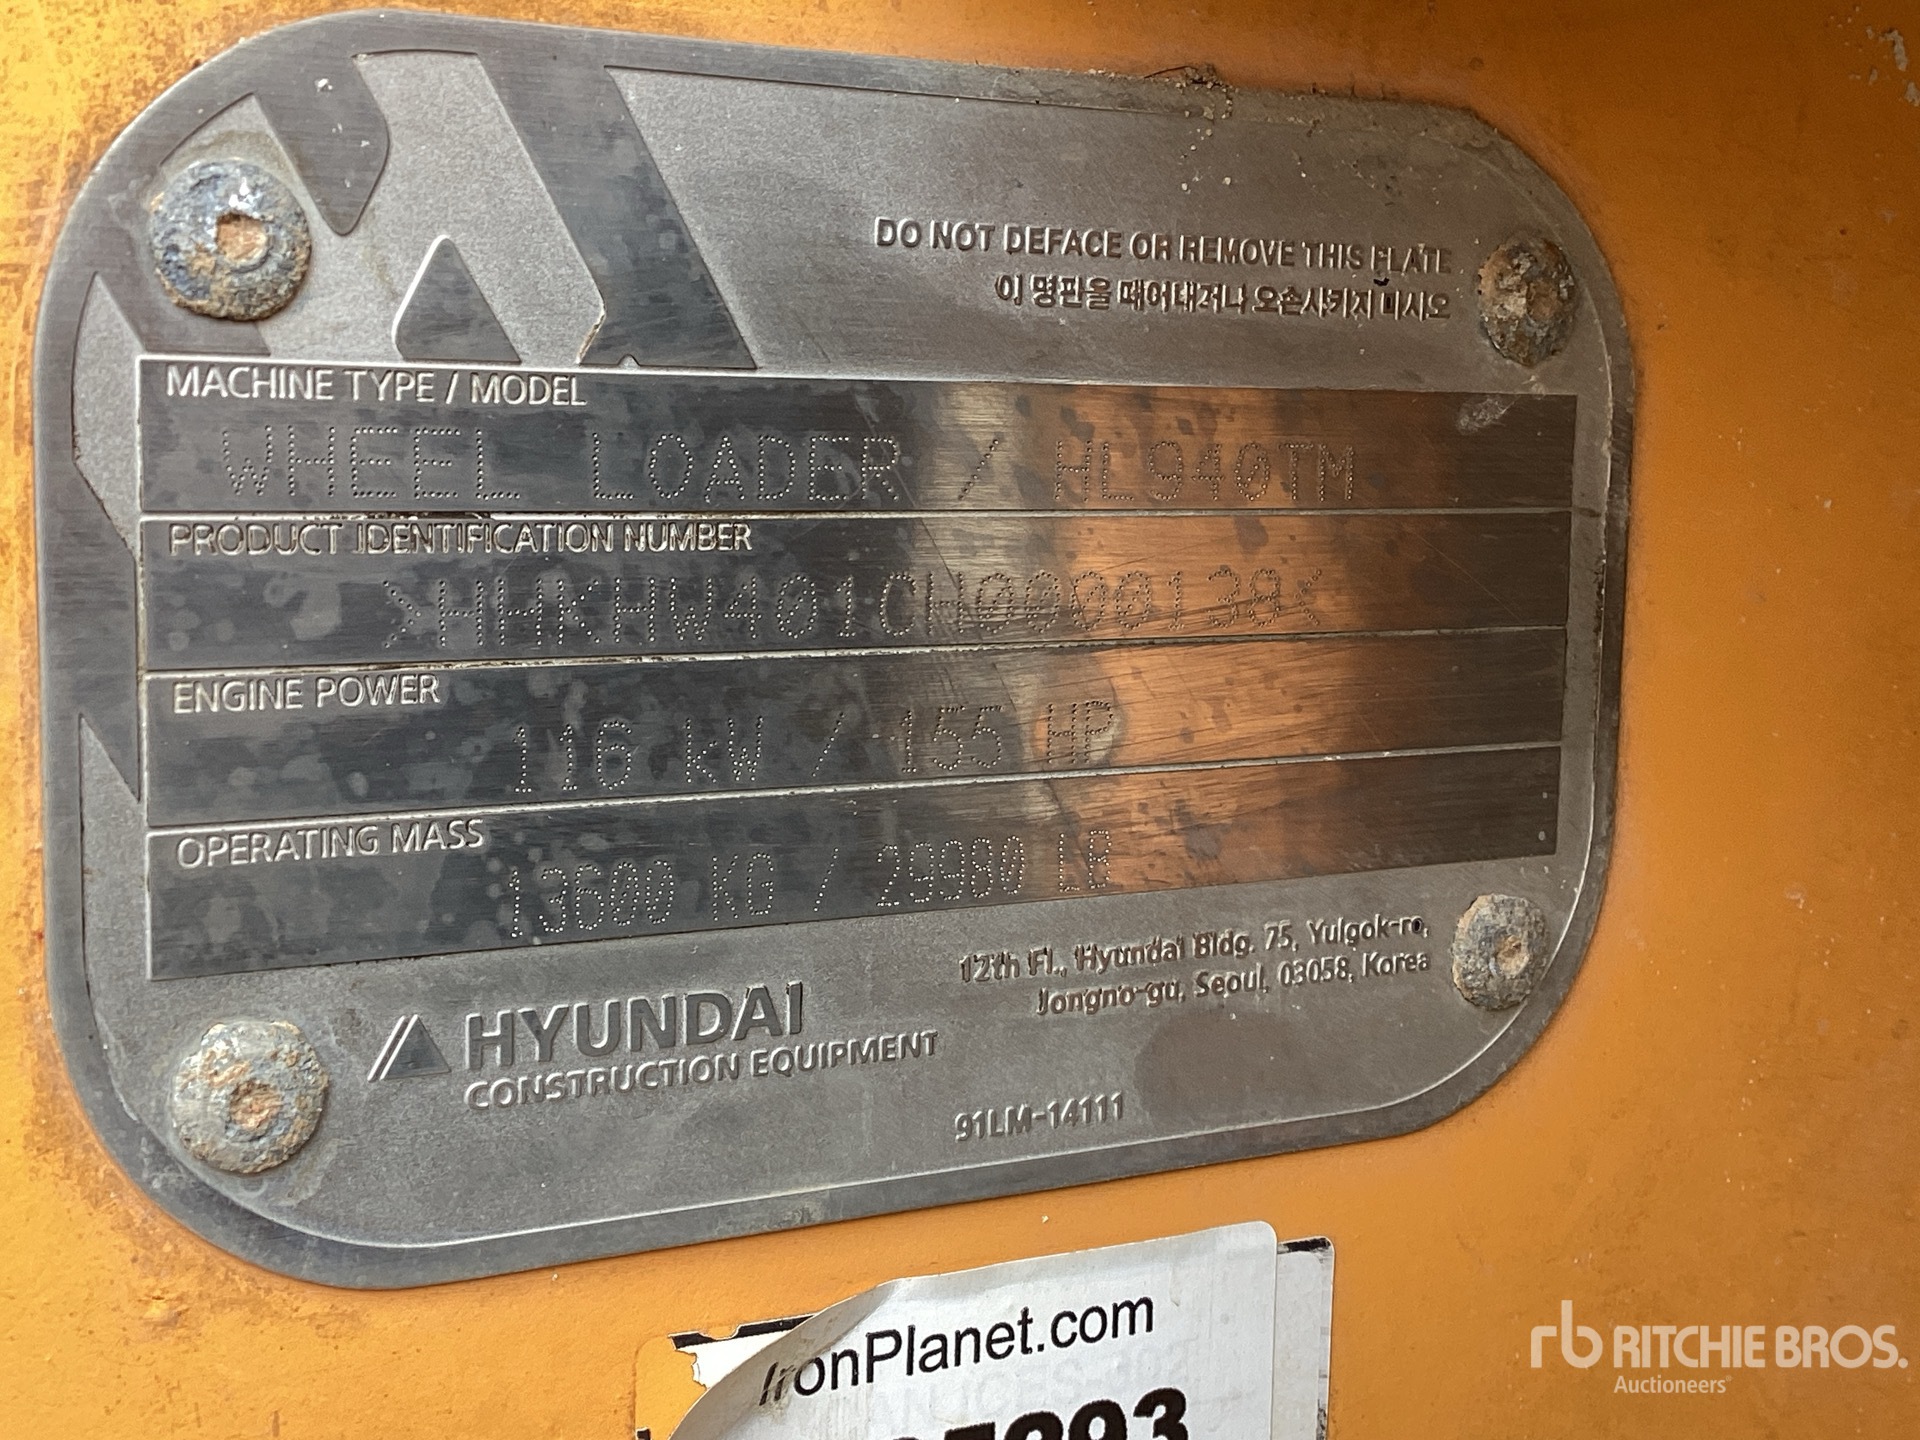 DO NOT DEFACE OR REMOVE THIS PLATE
이 명판을 떼어내거나 오손시키지 마시오
MACHINE TYPE / MODEL
WHEEL LOADER / HL940TM
PRODUCT IDENTIFICATION NUMBER
*HHKHW401CH0000138*
ENGINE POWER
116 kW / 155 HP
OPERATING MASS
13600 KG / 29980 LB
12th Fl., Hyundai Bldg. 75, Yulgok-ro,
Jongno-gu, Seoul, 03058, Korea
HYUNDAI
CONSTRUCTION EQUIPMENT
91LM-14111
IronPlanet.com
rb RITCHIE BROS.
Auctioneers